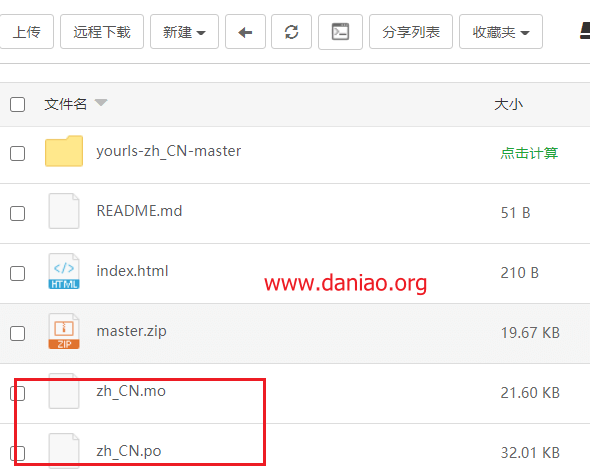 上传 远程下载 新建 分享列表 收藏夹
文件名 大小
yourls-zh_CN-master 点击计算
README.md 51 B
HTML index.html 210 B
www.daniao.org
ZIP master.zip 19.67 KB
zh_CN.mo 21.60 KB
zh_CN.po 32.01 KB